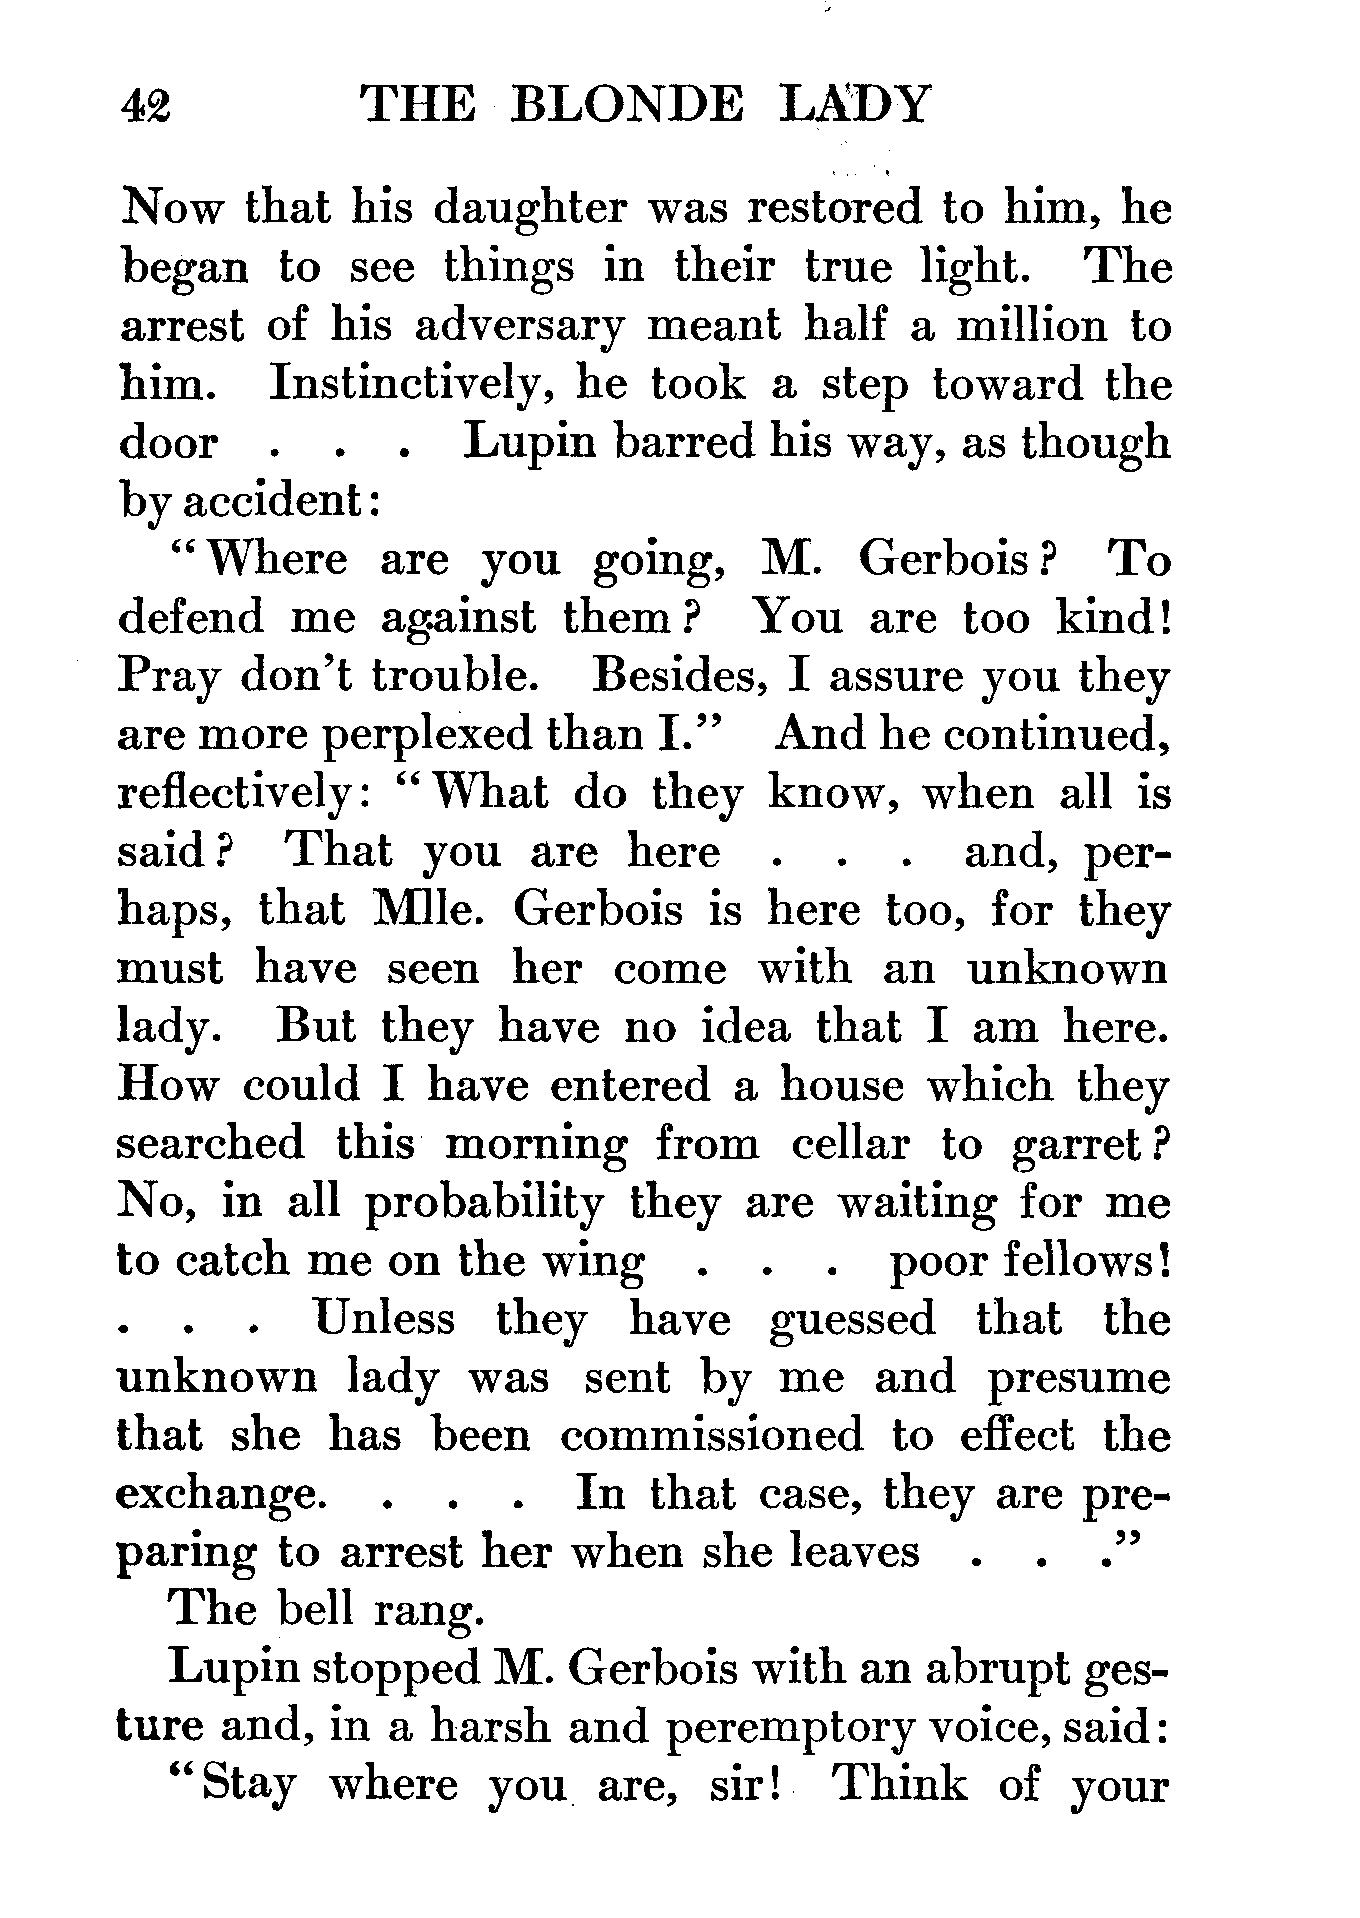 42 THE BLONDE LADY
Now that his daughter was restored to him, he
began to see things in their true light. The
arrest of his adversary meant half a million to
him. Instinctively, he took a step toward the
door . . . Lupin barred his way, as though
by accident:
“Where are you going, M. Gerbois? To
defend me against them? You are too kind!
Pray don't trouble. Besides, I assure you they
are more perplexed than I.” And he continued,
reflectively: “What do they know, when all is
said? That you are here . . . and, per-
haps, that Mlle. Gerbois is here too, for they
must have seen her come with an unknown
lady. But they have no idea that I am here.
How could I have entered a house which they
searched this morning from cellar to garret?
No, in all probability they are waiting for me
to catch me on the wing . . . poor fellows!
. . . Unless they have guessed that the
unknown lady was sent by me and presume
that she has been commissioned to effect the
exchange. . . . In that case, they are pre-
paring to arrest her when she leaves . . .”
The bell rang.
Lupin stopped M. Gerbois with an abrupt ges-
ture and, in a harsh and peremptory voice, said:
“Stay where you are, sir! Think of your